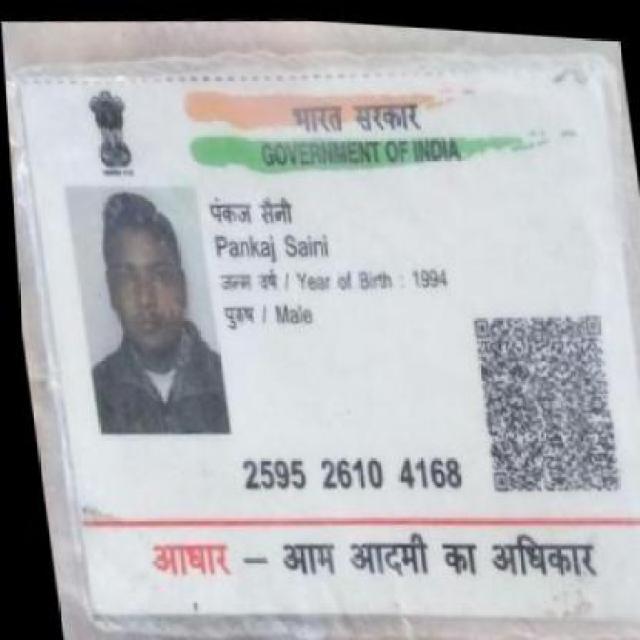 भारत सरकार
GOVERNMENT OF INDIA
पंकज सैनी
Pankaj Saini
जन्म वर्ष / Year of Birth : 1994
पुरुष / Male
2595 2610 4168
आधार – आम आदमी का अधिकार